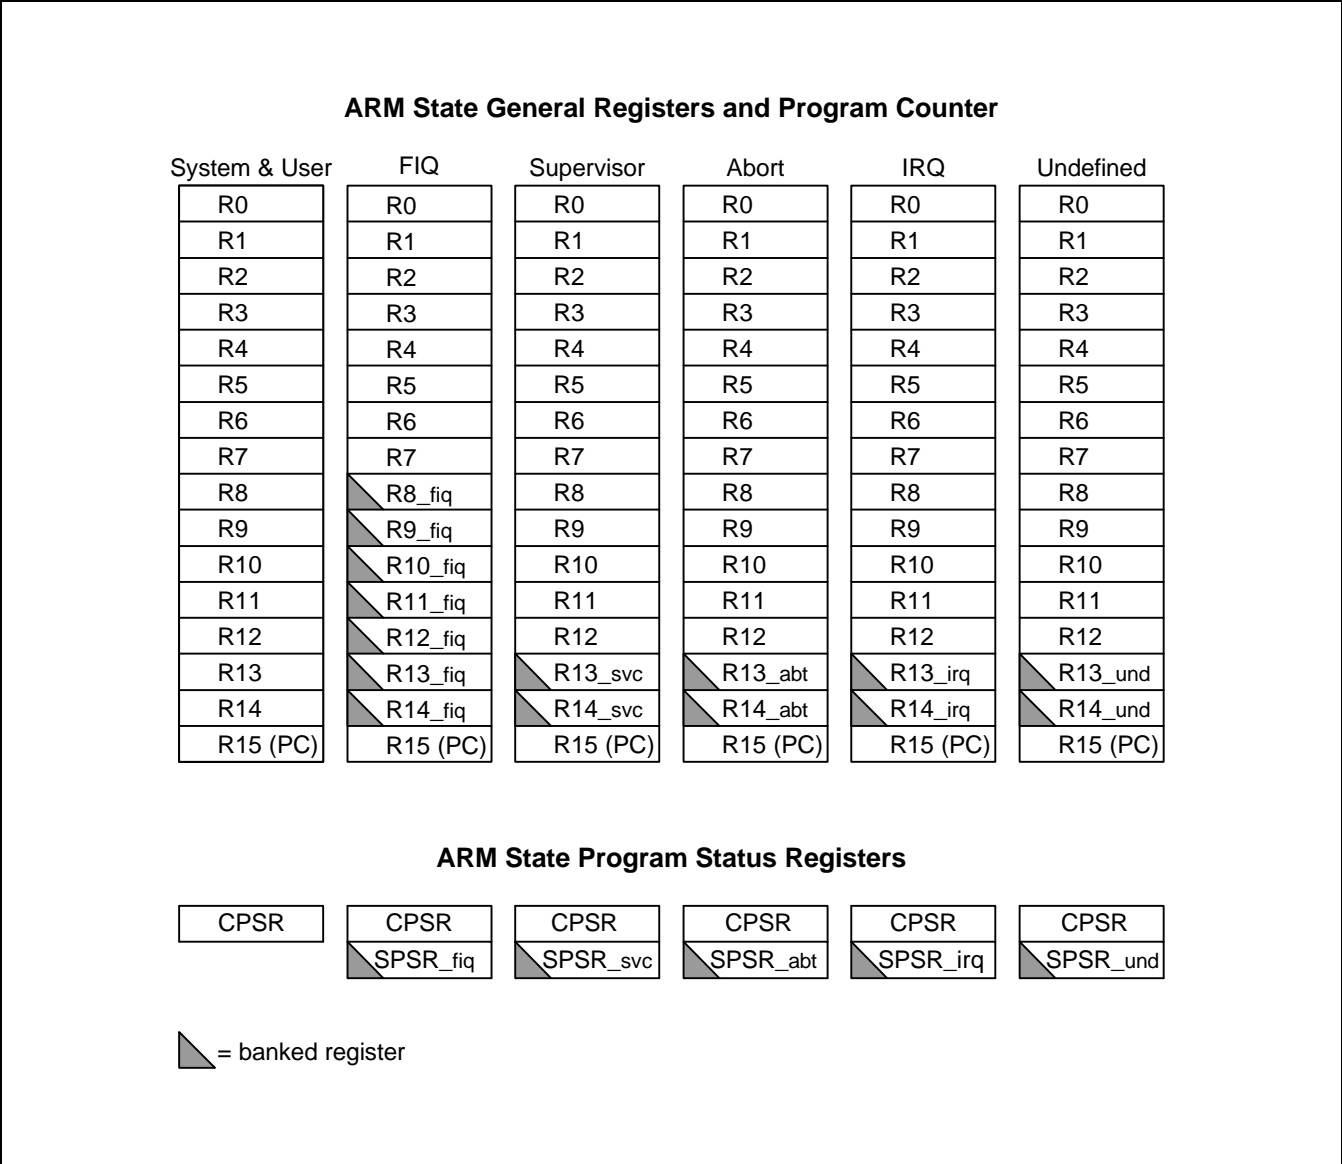 ARM State General Registers and Program Counter
System & User FIQ Supervisor Abort IRQ Undefined
R0 R0 R0 R0 R0 R0
R1 R1 R1 R1 R1 R1
R2 R2 R2 R2 R2 R2
R3 R3 R3 R3 R3 R3
R4 R4 R4 R4 R4 R4
R5 R5 R5 R5 R5 R5
R6 R6 R6 R6 R6 R6
R7 R7 R7 R7 R7 R7
R8 R8_fiq R8 R8 R8 R8
R9 R9_fiq R9 R9 R9 R9
R10 R10_fiq R10 R10 R10 R10
R11 R11_fiq R11 R11 R11 R11
R12 R12_fiq R12 R12 R12 R12
R13 R13_fiq R13_svc R13_abt R13_irq R13_und
R14 R14_fiq R14_svc R14_abt R14_irq R14_und
R15 (PC) R15 (PC) R15 (PC) R15 (PC) R15 (PC) R15 (PC)
ARM State Program Status Registers
CPSR CPSR CPSR CPSR CPSR CPSR
SPSR_fiq SPSR_svc SPSR_abt SPSR_irq SPSR_und
= banked register